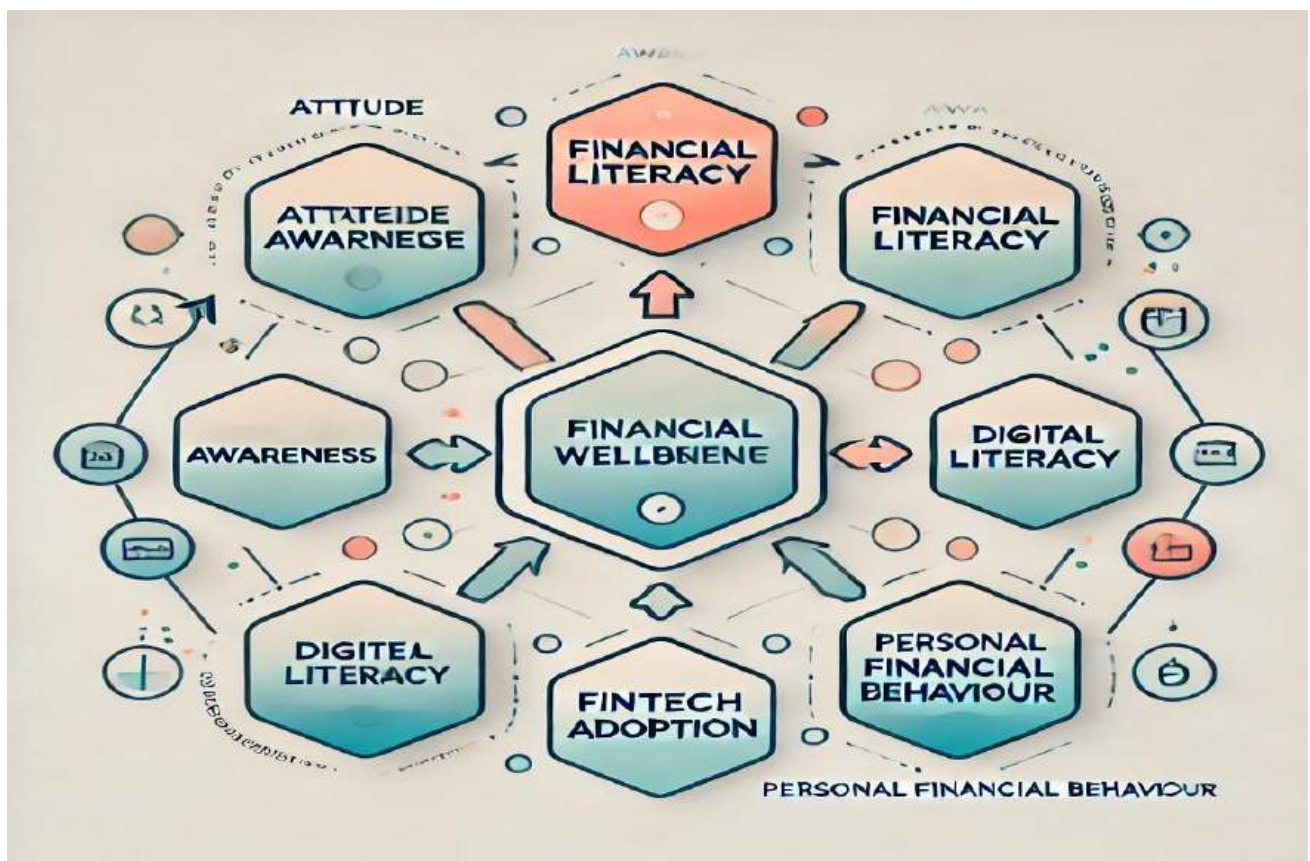 ATTTUDE
FINANCIAL
LITERACY
ATTATEIDE
AWARNEGE
FINANCIAL
LITERACY
AWARENESS
FINANCIAL
WELLBNENE
DIGITAL
LITERACY
DIGITEL
LITERACY
FINTECH
ADOPTION
PERSONAL
FINANCIAL
BEHAVIOUR
PERSONAL FINANCIAL BEHAVIOUR